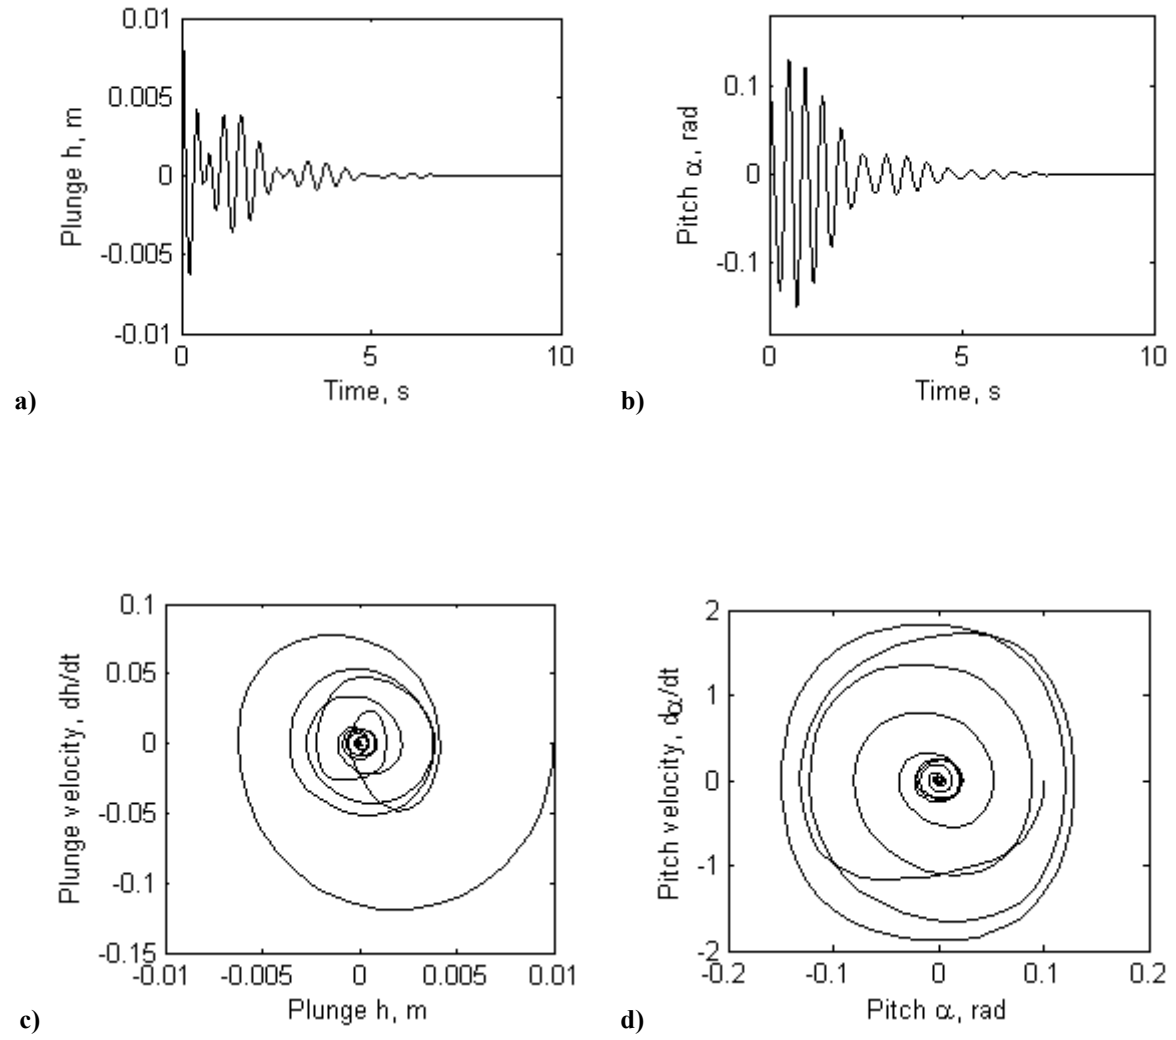 0.01
0.005
0
-0.005
-0.01
Plunge h, m
0 5 10
Time, s
a)
0.1
0
-0.1
Pitch α, rad
0 5 10
Time, s
b)
0.1
0.05
0
-0.05
-0.1
-0.15
Plunge velocity, dh/dt
-0.01 -0.005 0 0.005 0.01
Plunge h, m
c)
2
1
0
-1
-2
Pitch velocity, dα/dt
-0.2 -0.1 0 0.1 0.2
Pitch α, rad
d)